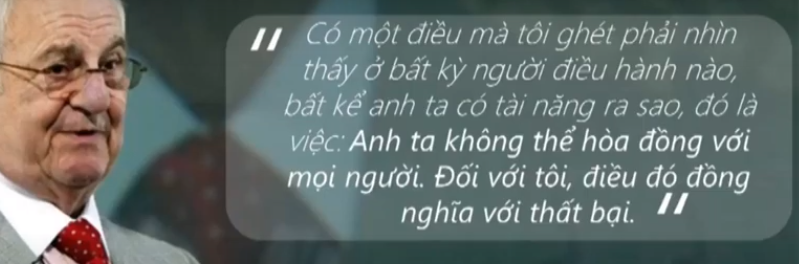 " Có một điều mà tôi ghét phải nhìn
thấy ở bất kỳ người điều hành nào,
bất kể anh ta có tài năng ra sao, đó là
việc: Anh ta không thể hòa đồng với
mọi người. Đối với tôi, điều đó đồng
nghĩa với thất bại. "